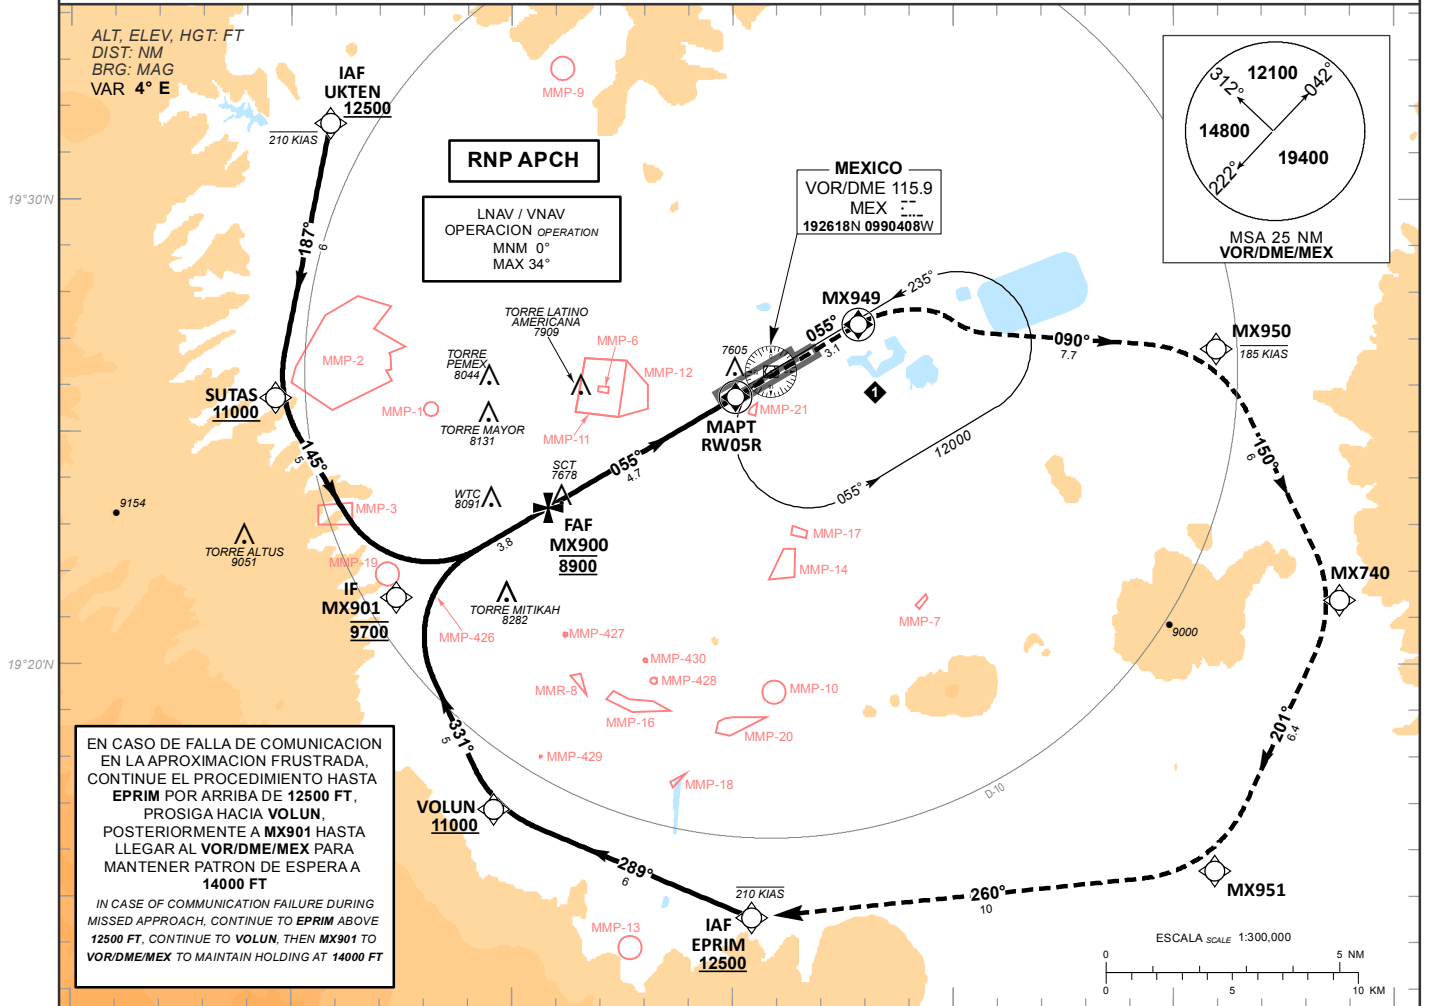 ALT, ELEV, HGT: FT
DIST: NM
BRG: MAG
VAR 4° E
IAF
UKTEN
12500
210 KIAS
MMP-9
RNP APCH
LNAV / VNAV
OPERACION OPERATION
MNM 0°
MAX 34°
MEXICO
VOR/DME 115.9
MEX
192618N 0990408W
312°
12100
042°
14800
19400
222°
MSA 25 NM
VOR/DME/MEX
19°30'N
187°
9
MMP-2
TORRE LATINO
AMERICANA
7909
TORRE
PEMEX
8044
MMP-6
MMP-12
MMP-1
TORRE MAYOR
8131
MMP-11
7605
MX949
235°
055°
3.1
1
090°
7.7
MX950
185 KIAS
SUTAS
11000
145°
5
MAPT
RW05R
MMP-21
12000
055°
055°
4.7
SCT
7678
WTC
8091
9154
MMP-3
TORRE ALTUS
9051
FAF
MX900
8900
3.8
150°
6
MMP-19
IF
MX901
9700
MMP-426
TORRE MITIKAH
8282
MMP-17
MMP-14
MMP-7
MX740
9000
19°20'N
MMP-427
MMP-430
MMP-428
MMR-8
MMP-16
MMP-10
MMP-20
MMP-429
MMP-18
331°
5
201°
6.4
D-10
VOLUN
11000
289°
6
210 KIAS
IAF
EPRIM
12500
260°
10
MX951
MMP-13
EN CASO DE FALLA DE COMUNICACION
EN LA APROXIMACION FRUSTRADA,
CONTINUE EL PROCEDIMIENTO HASTA
EPRIM POR ARRIBA DE 12500 FT,
PROSIGA HACIA VOLUN,
POSTERIORMENTE A MX901 HASTA
LLEGAR AL VOR/DME/MEX PARA
MANTENER PATRON DE ESPERA A
14000 FT
IN CASE OF COMMUNICATION FAILURE DURING
MISSED APPROACH, CONTINUE TO EPRIM ABOVE
12500 FT, CONTINUE TO VOLUN, THEN MX901 TO
VOR/DME/MEX TO MAINTAIN HOLDING AT 14000 FT
ESCALA SCALE 1:300,000
0 5 NM
0 5 10 KM